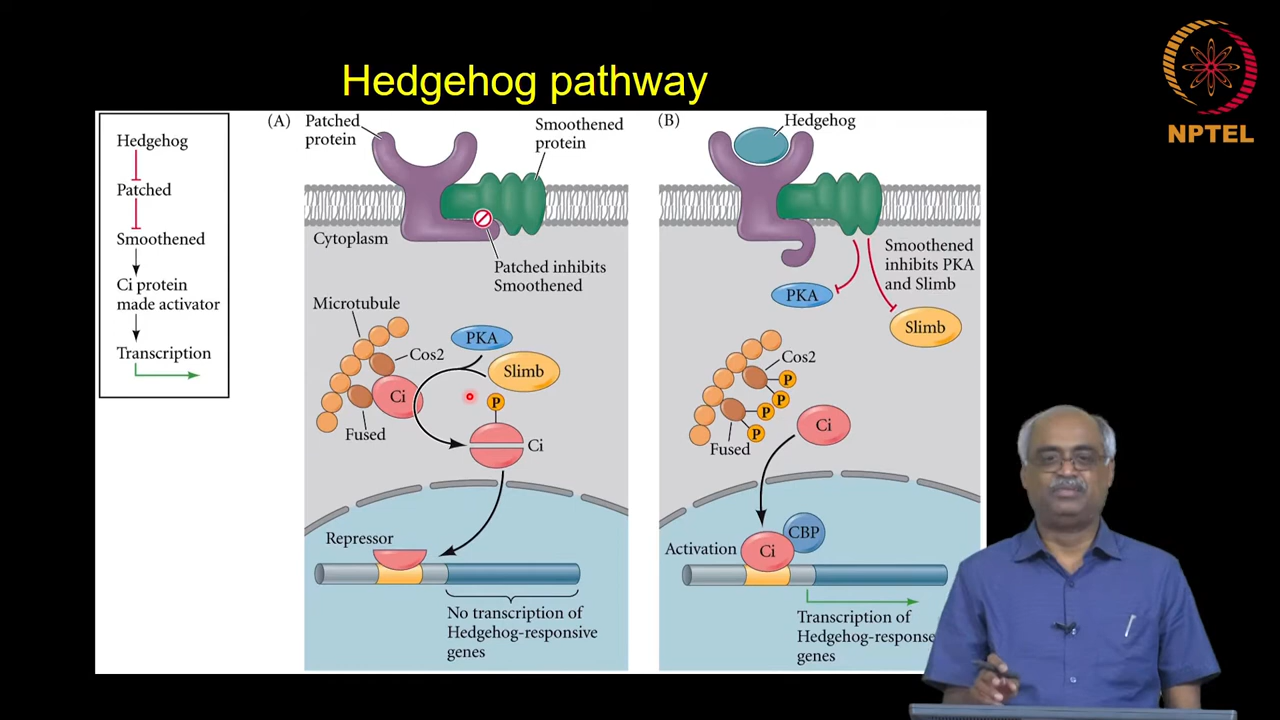 Hedgehog pathway
NPTEL
Hedgehog
Patched
Smoothened
Ci protein
made activator
Transcription
(A)
Patched
protein
Smoothened
protein
Cytoplasm
Patched inhibits
Smoothened
Microtubule
Cos2
PKA
Slimb
Ci
P
Fused
Ci
Repressor
No transcription of
Hedgehog-responsive
genes
(B)
Hedgehog
Smoothened
inhibits PKA
and Slimb
PKA
Slimb
Cos2
P
P
P
P
Fused
Ci
Activation
Ci
CBP
Transcription of
Hedgehog-response
genes